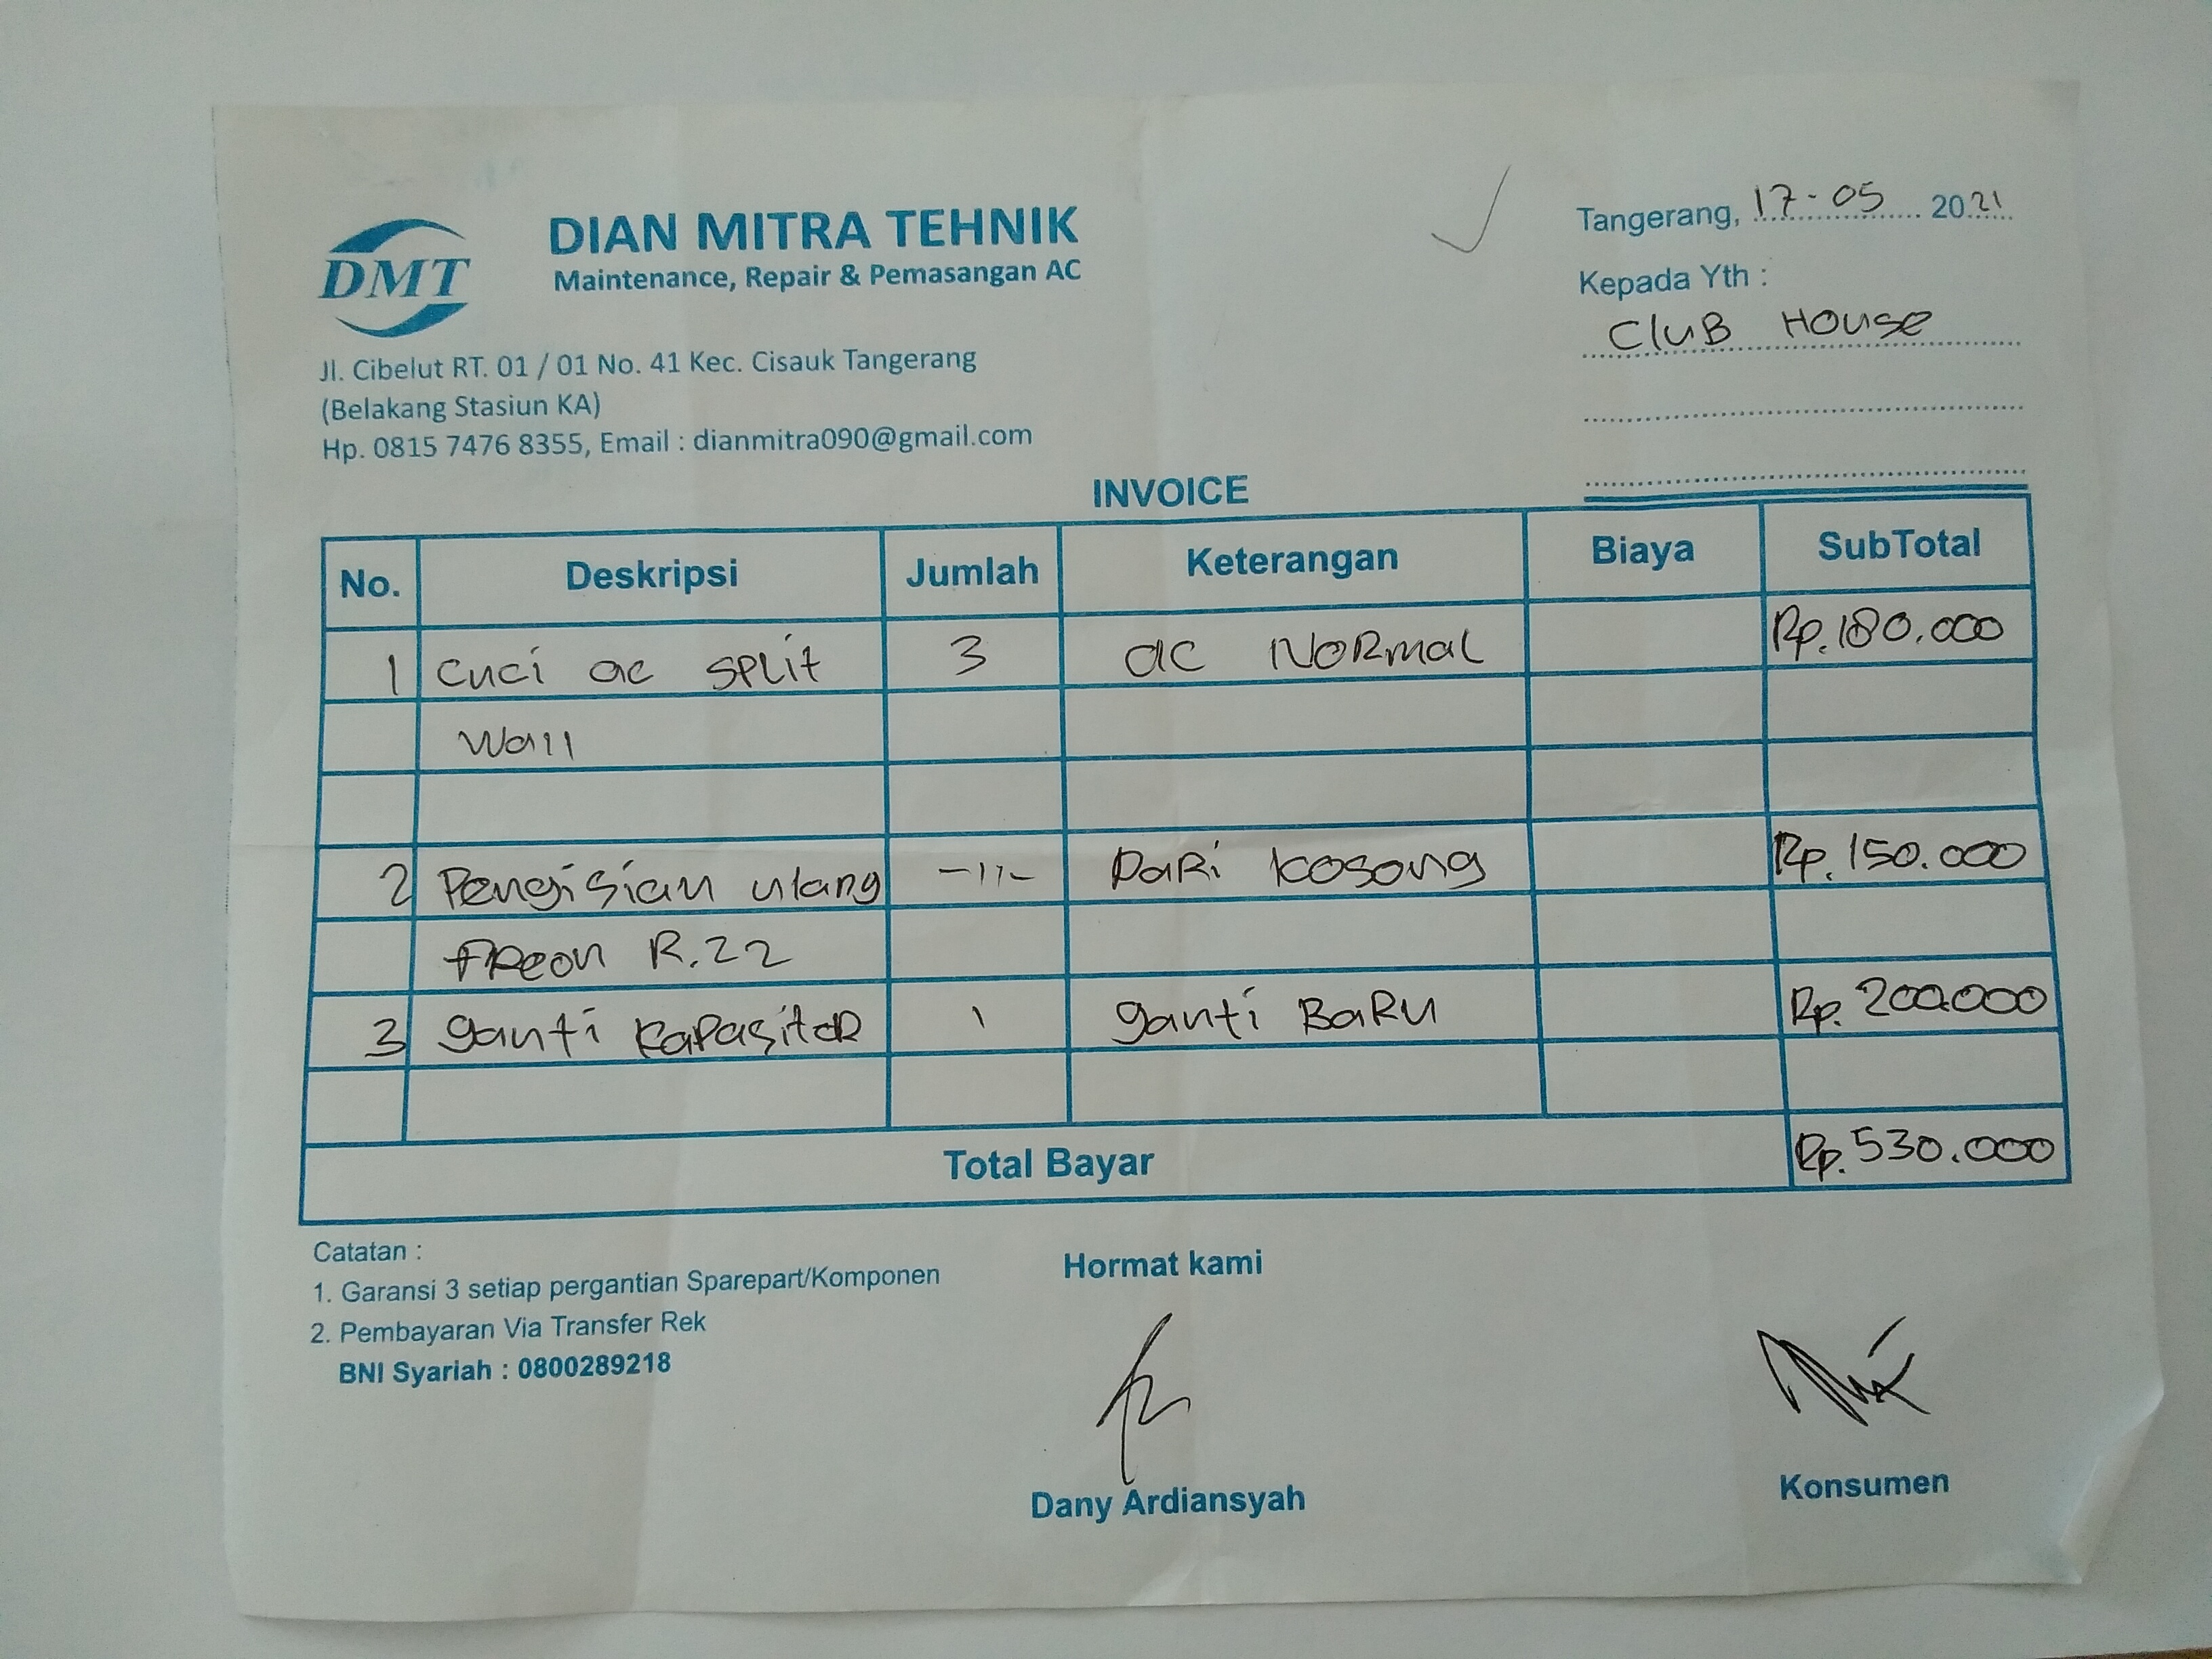 DMT
DIAN MITRA TEHNIK
Maintenance, Repair & Pemasangan AC
Jl. Cibelut RT. 01 / 01 No. 41 Kec. Cisauk Tangerang
(Belakang Stasiun KA)
Hp. 0815 7476 8355, Email : dianmitra090@gmail.com
Tangerang, 17-05 2021
Kepada Yth :
Club House
INVOICE
No. Deskripsi Jumlah Keterangan Biaya SubTotal
1 Cuci ac split 3 ac Normal Rp.180.000
Wall
2 Pengisian ulang -11- Dari kosong Rp.150.000
freon R.22
3 ganti kapasitor 1 ganti Baru Rp.200.000
Total Bayar Rp.530.000
Catatan :
1. Garansi 3 setiap pergantian Sparepart/Komponen
2. Pembayaran Via Transfer Rek
BNI Syariah : 0800289218
Hormat kami
Dany Ardiansyah
Konsumen